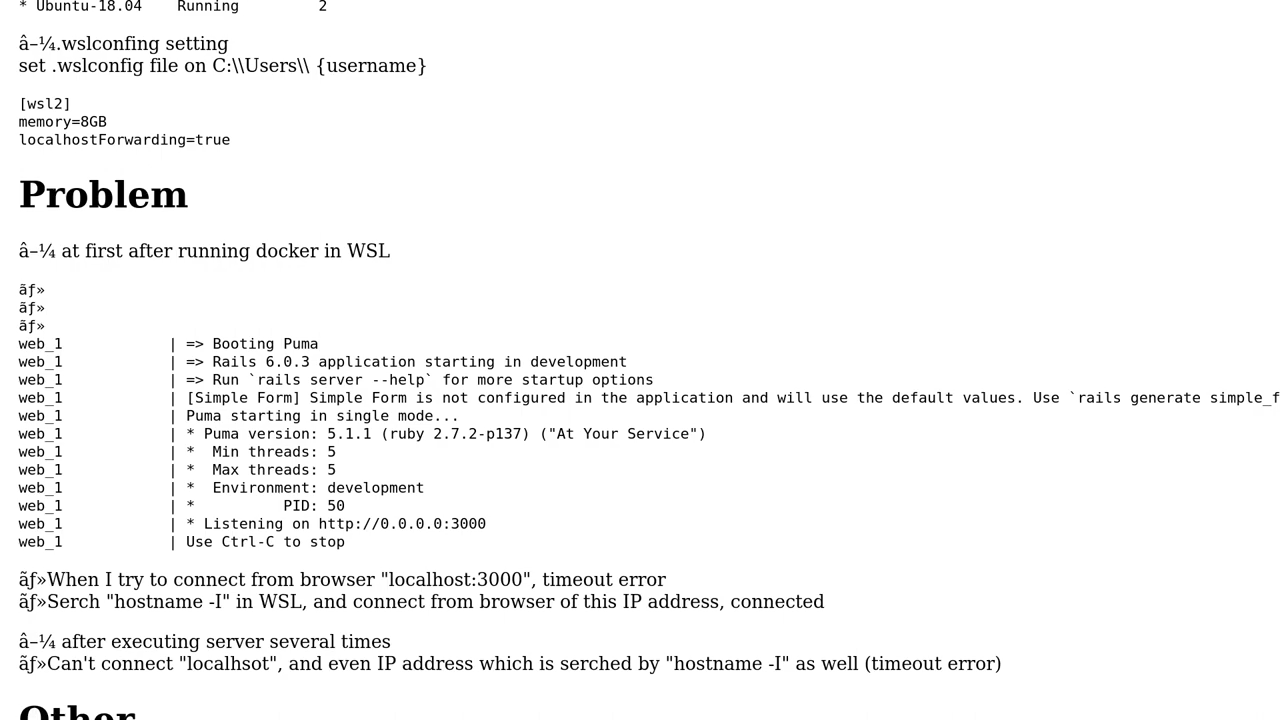 * Ubuntu-18.04    Running         2
â–¼.wslconfing setting
set .wslconfig file on C:\\Users\\ {username}
[wsl2]
memory=8GB
localhostForwarding=true
Problem
â–¼ at first after running docker in WSL
ãƒ»
ãƒ»
ãƒ»
web_1            | => Booting Puma
web_1            | => Rails 6.0.3 application starting in development
web_1            | => Run `rails server --help` for more startup options
web_1            | [Simple Form] Simple Form is not configured in the application and will use the default values. Use `rails generate simple_f
web_1            | Puma starting in single mode...
web_1            | * Puma version: 5.1.1 (ruby 2.7.2-p137) ("At Your Service")
web_1            | *  Min threads: 5
web_1            | *  Max threads: 5
web_1            | *  Environment: development
web_1            | *          PID: 50
web_1            | * Listening on http://0.0.0.0:3000
web_1            | Use Ctrl-C to stop
ãƒ»When I try to connect from browser "localhost:3000", timeout error
ãƒ»Serch "hostname -I" in WSL, and connect from browser of this IP address, connected
â–¼ after executing server several times
ãƒ»Can't connect "localhsot", and even IP address which is serched by "hostname -I" as well (timeout error)
Other